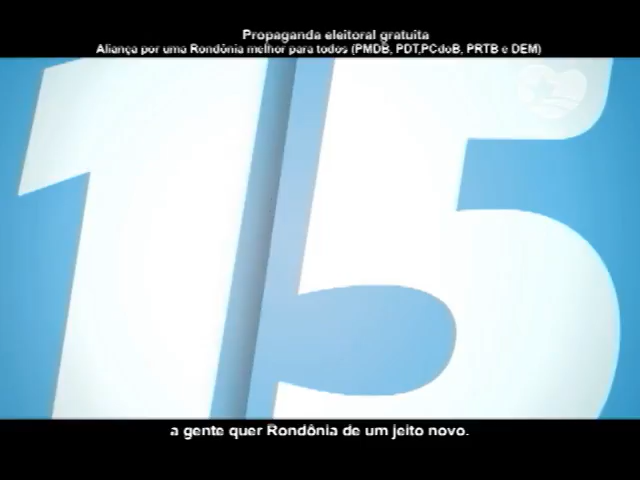 Propaganda eleitoral gratuita
Aliança por uma Rondônia melhor para todos (PMDB, PDT,PCdoB, PRTB e DEM)
15
a gente quer Rondônia de um jeito novo.